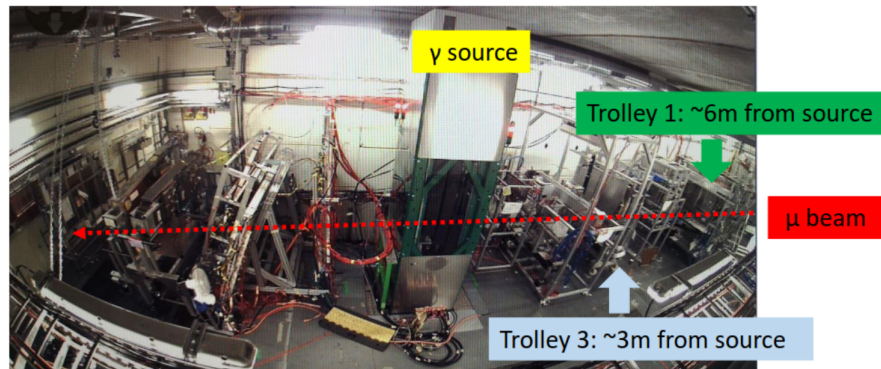 γ source
Trolley 1: ~6m from source
μ beam
Trolley 3: ~3m from source